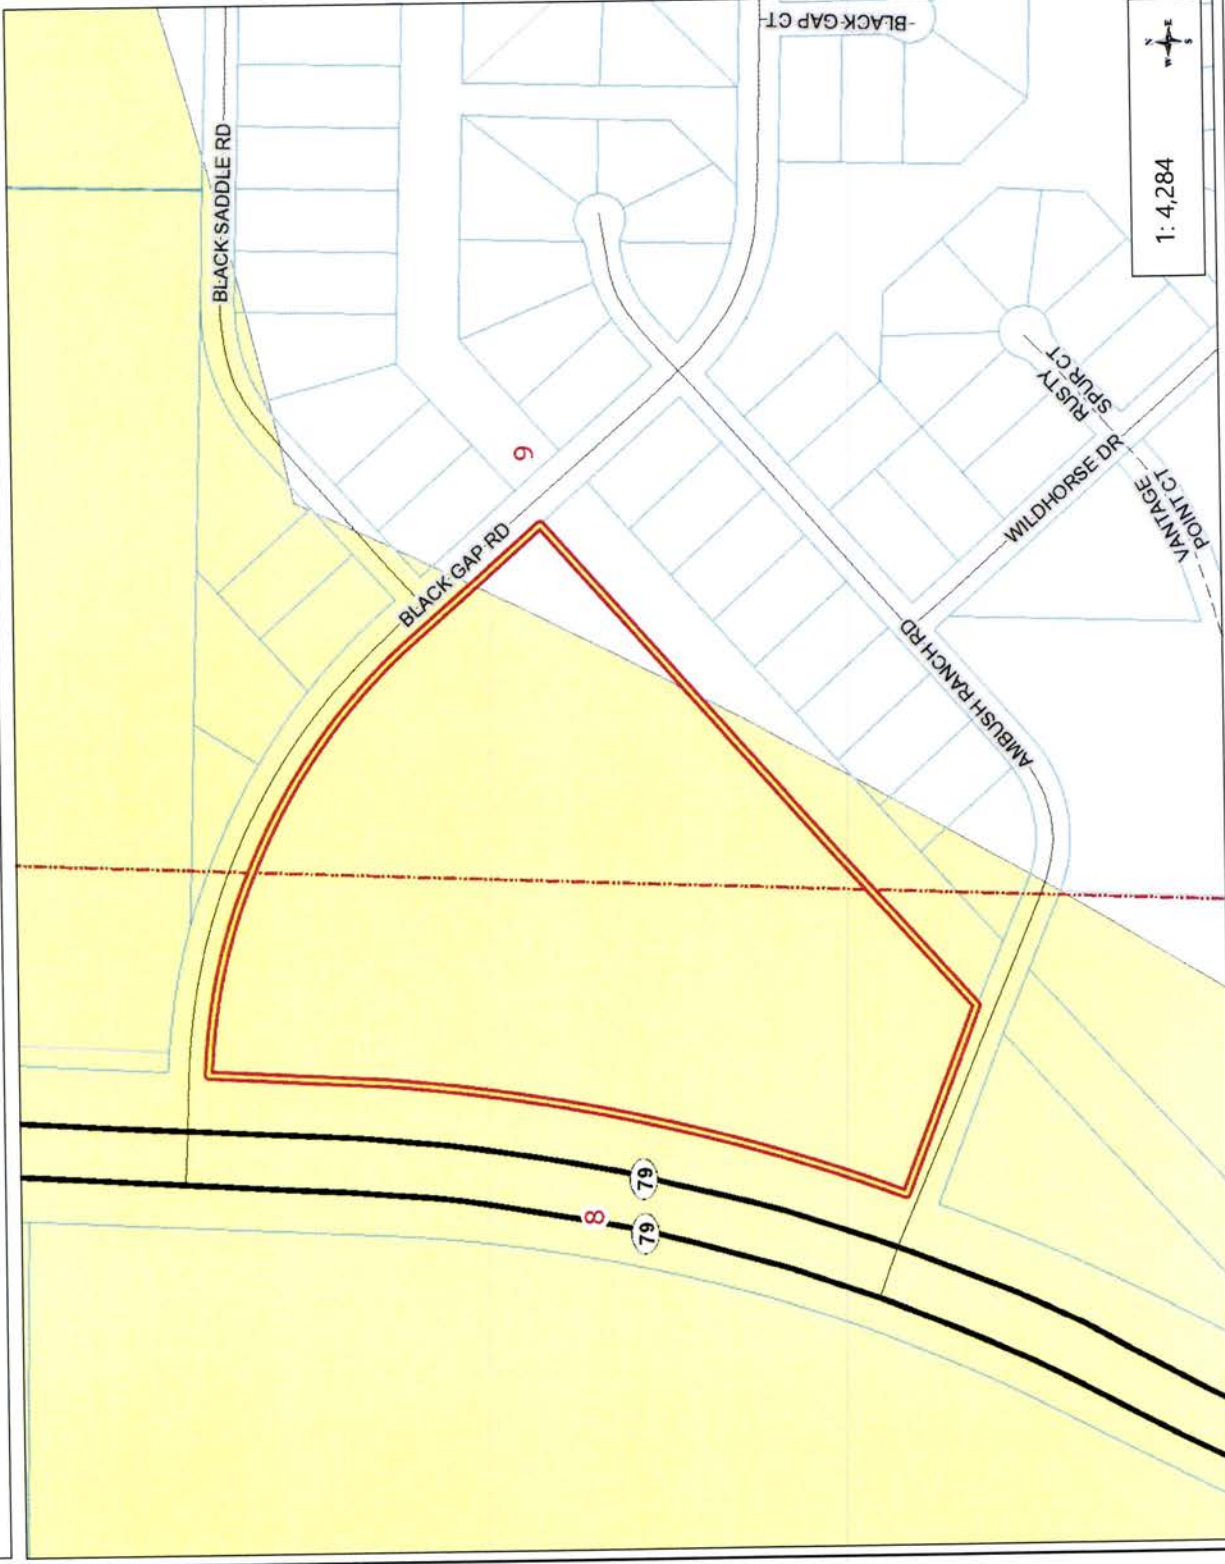 BLACK SADDLE RD
BLACK GAP CT
N
W
E
S
1: 4,284
9
BLACK GAP RD
RUSTY
SPUR CT
WILDHORSE DR
VANTAGE
POINT CT
AMBUSH RANCH RD
79
8
79